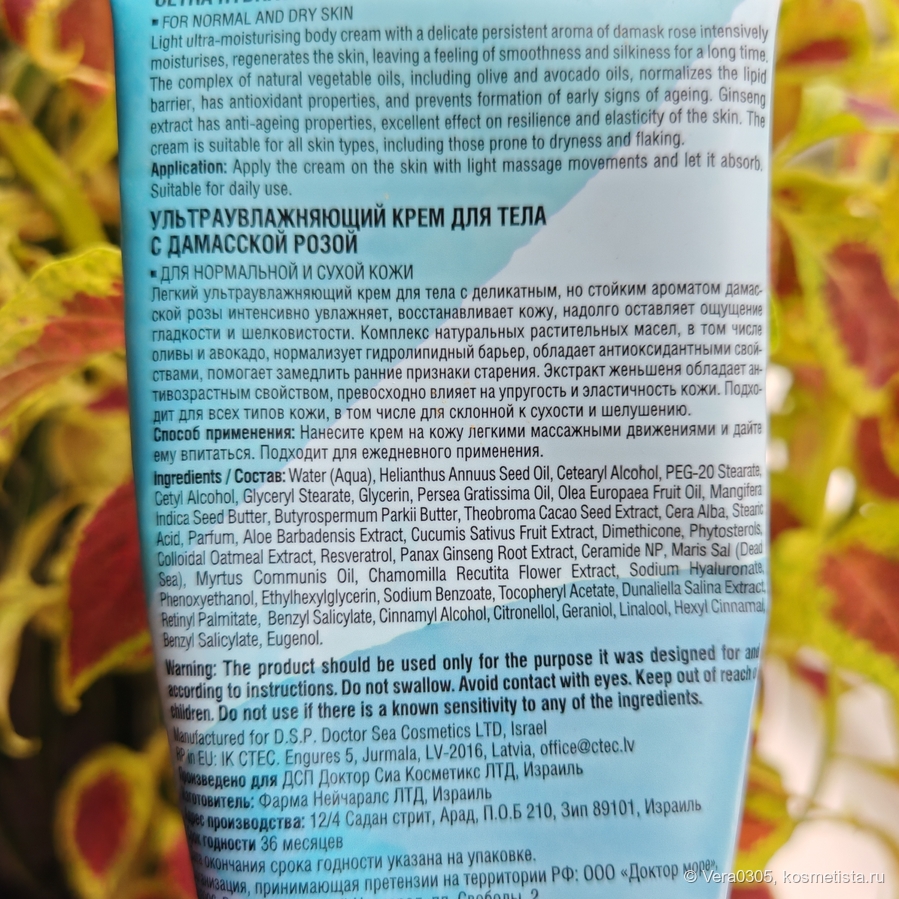 ▪ FOR NORMAL AND DRY SKIN
Light ultra-moisturising body cream with a delicate persistent aroma of damask rose intensively
moisturises, regenerates the skin, leaving a feeling of smoothness and silkiness for a long time.
The complex of natural vegetable oils, including olive and avocado oils, normalizes the lipid
barrier, has antioxidant properties, and prevents formation of early signs of ageing. Ginseng
extract has anti-ageing properties, excellent effect on resilience and elasticity of the skin. The
cream is suitable for all skin types, including those prone to dryness and flaking.
Application: Apply the cream on the skin with light massage movements and let it absorb.
Suitable for daily use.
УЛЬТРАУВЛАЖНЯЮЩИЙ КРЕМ ДЛЯ ТЕЛА
С ДАМАССКОЙ РОЗОЙ
▪ ДЛЯ НОРМАЛЬНОЙ И СУХОЙ КОЖИ
Легкий ультраувлажняющий крем для тела с деликатным, но стойким ароматом дамас-
ской розы интенсивно увлажняет, восстанавливает кожу, надолго оставляет ощущение
гладкости и шелковистости. Комплекс натуральных растительных масел, в том числе
оливы и авокадо, нормализует гидролипидный барьер, обладает антиоксидантными свой-
ствами, помогает замедлить ранние признаки старения. Экстракт женьшеня обладает ан-
тивозрастным свойством, превосходно влияет на упругость и эластичность кожи. Подхо-
дит для всех типов кожи, в том числе для склонной к сухости и шелушению.
Способ применения: Нанесите крем на кожу легкими массажными движениями и дайте
ему впитаться. Подходит для ежедневного применения.
Ingredients / Состав: Water (Aqua), Helianthus Annuus Seed Oil, Cetearyl Alcohol, PEG-20 Stearate,
Cetyl Alcohol, Glyceryl Stearate, Glycerin, Persea Gratissima Oil, Olea Europaea Fruit Oil, Mangifera
Indica Seed Butter, Butyrospermum Parkii Butter, Theobroma Cacao Seed Extract, Cera Alba, Stearic
Acid, Parfum, Aloe Barbadensis Extract, Cucumis Sativus Fruit Extract, Dimethicone, Phytosterols,
Colloidal Oatmeal Extract, Resveratrol, Panax Ginseng Root Extract, Ceramide NP, Maris Sal (Dead
Sea), Myrtus Communis Oil, Chamomilla Recutita Flower Extract, Sodium Hyaluronate,
Phenoxyethanol, Ethylhexylglycerin, Sodium Benzoate, Tocopheryl Acetate, Dunaliella Salina Extract,
Retinyl Palmitate, Benzyl Salicylate, Cinnamyl Alcohol, Citronellol, Geraniol, Linalool, Hexyl Cinnamal,
Benzyl Salicylate, Eugenol.
Warning: The product should be used only for the purpose it was designed for and
according to instructions. Do not swallow. Avoid contact with eyes. Keep out of reach of
children. Do not use if there is a known sensitivity to any of the ingredients.
Manufactured for D.S.P. Doctor Sea Cosmetics LTD, Israel
RP in EU: IK CTEC. Engures 5, Jurmala, LV-2016, Latvia, office@ctec.lv
Произведено для ДСП Доктор Сиа Косметикс ЛТД, Израиль
готовитель: Фарма Нейчаралс ЛТД, Израиль
рес производства: 12/4 Садан стрит, Арад, П.О.Б 210, Зип 89101, Израиль
годности 36 месяцев
окончания срока годности указана на упаковке.
низация, принимающая претензии на территории РФ: ООО «Доктор море»,
© Vera0305, kosmetista.ru